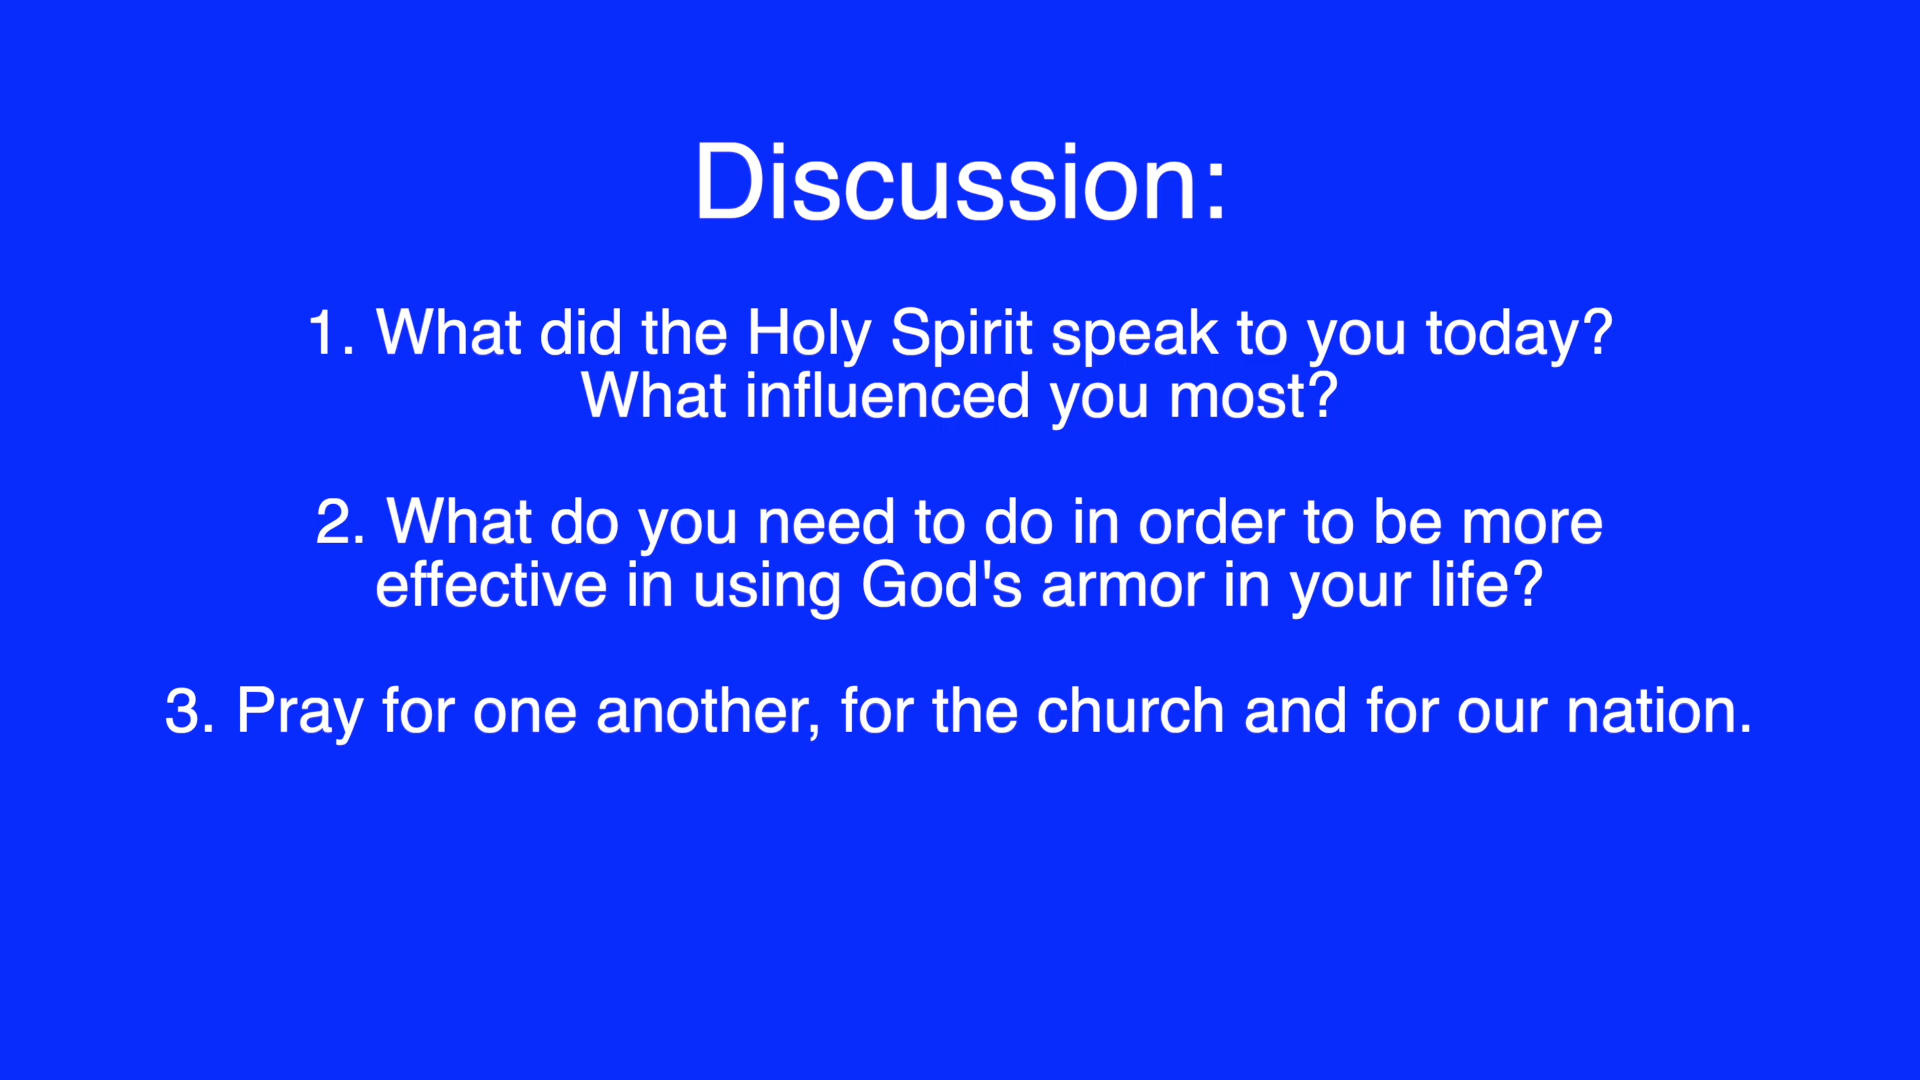 Discussion:
1. What did the Holy Spirit speak to you today?
What influenced you most?
2. What do you need to do in order to be more
effective in using God's armor in your life?
3. Pray for one another, for the church and for our nation.